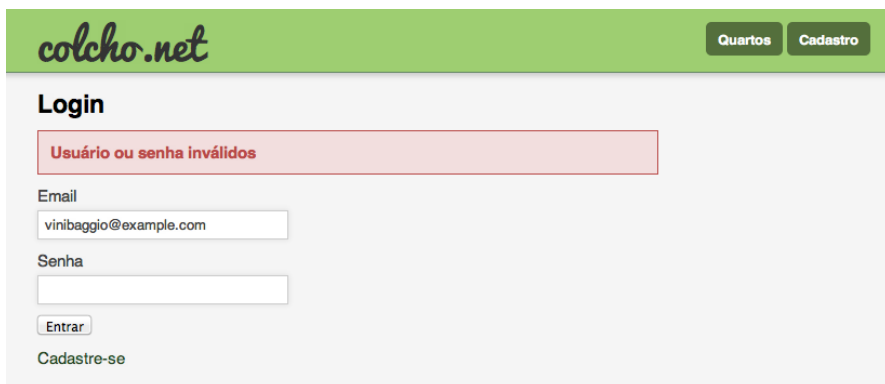 colcho.net
Quartos Cadastro
Login
Usuário ou senha inválidos
Email
vinibaggio@example.com
Senha
Entrar
Cadastre-se